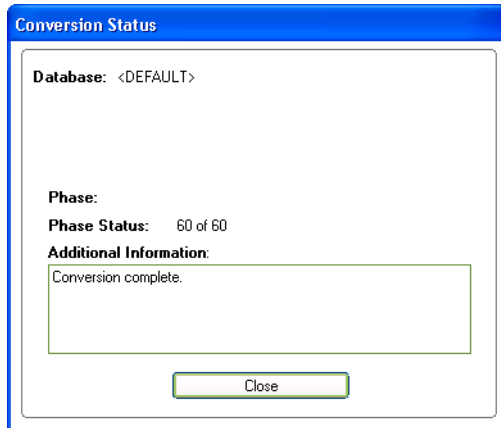 Conversion Status
Database: <DEFAULT>
Phase:
Phase Status: 60 of 60
Additional Information:
Conversion complete.
Close